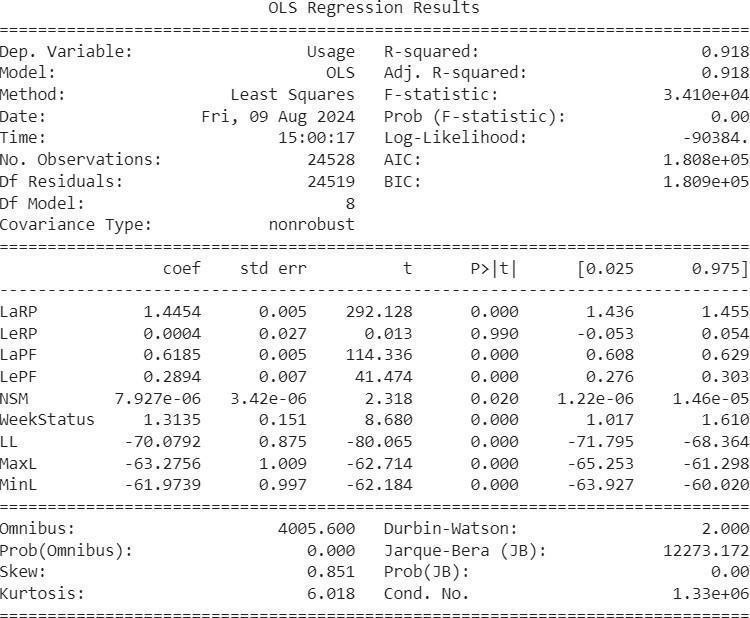 OLS Regression Results
==============================================================================
Dep. Variable:                  Usage   R-squared:                       0.918
Model:                            OLS   Adj. R-squared:                  0.918
Method:                 Least Squares   F-statistic:                 3.410e+04
Date:                Fri, 09 Aug 2024   Prob (F-statistic):               0.00
Time:                        15:00:17   Log-Likelihood:                -90384.
No. Observations:               24528   AIC:                         1.808e+05
Df Residuals:                   24519   BIC:                         1.809e+05
Df Model:                           8
Covariance Type:            nonrobust
==============================================================================
                 coef    std err          t      P>|t|      [0.025      0.975]
------------------------------------------------------------------------------
LaRP           1.4454      0.005    292.128      0.000       1.436       1.455
LeRP           0.0004      0.027      0.013      0.990      -0.053       0.054
LaPF           0.6185      0.005    114.336      0.000       0.608       0.629
LePF           0.2894      0.007     41.474      0.000       0.276       0.303
NSM         7.927e-06   3.42e-06      2.318      0.020    1.22e-06    1.46e-05
WeekStatus     1.3135      0.151      8.680      0.000       1.017       1.610
LL           -70.0792      0.875    -80.065      0.000     -71.795     -68.364
MaxL         -63.2756      1.009    -62.714      0.000     -65.253     -61.298
MinL         -61.9739      0.997    -62.184      0.000     -63.927     -60.020
==============================================================================
Omnibus:                     4005.600   Durbin-Watson:                   2.000
Prob(Omnibus):                  0.000   Jarque-Bera (JB):            12273.172
Skew:                           0.851   Prob(JB):                         0.00
Kurtosis:                       6.018   Cond. No.                     1.33e+06
==============================================================================